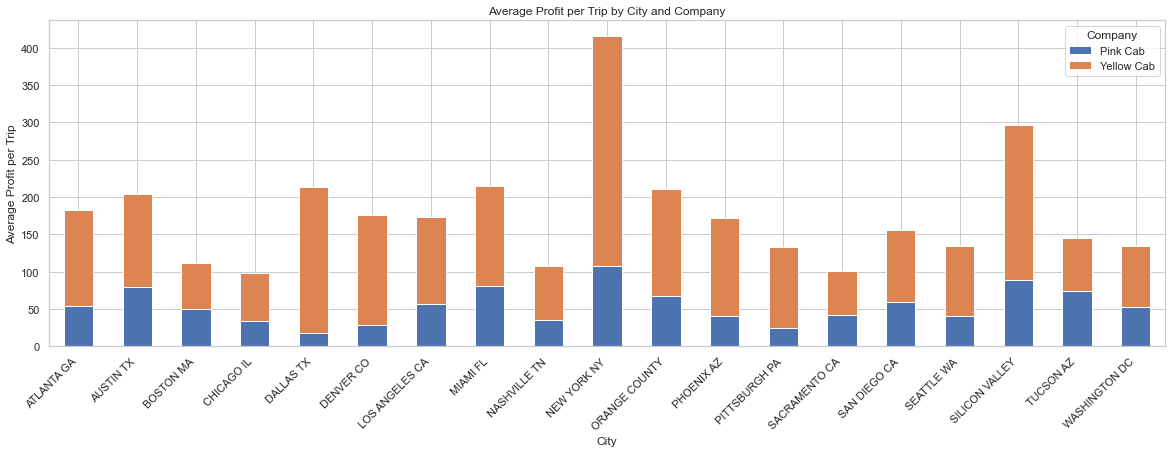 Average Profit per Trip by City and Company
Company
Pink Cab
Yellow Cab
Average Profit per Trip
400
350
300
250
200
150
100
50
0
ATLANTA GA
AUSTIN TX
BOSTON MA
CHICAGO IL
DALLAS TX
DENVER CO
LOS ANGELES CA
MIAMI FL
NASHVILLE TN
NEW YORK NY
ORANGE COUNTY
PHOENIX AZ
PITTSBURGH PA
SACRAMENTO CA
SAN DIEGO CA
SEATTLE WA
SILICON VALLEY
TUCSON AZ
WASHINGTON DC
City